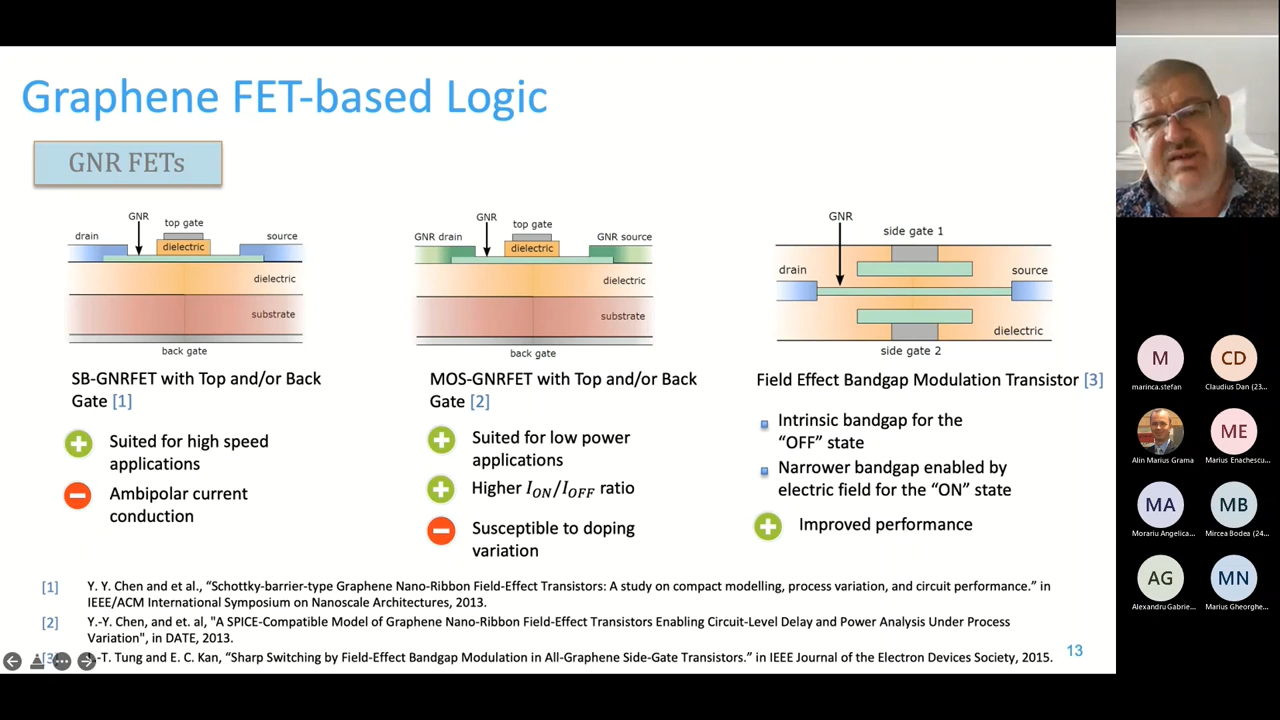 Graphene FET-based Logic
GNR FETs
GNR
top gate
drain
source
dielectric
dielectric
substrate
back gate
GNR
top gate
GNR drain
GNR source
dielectric
dielectric
substrate
back gate
GNR
side gate 1
drain
source
dielectric
side gate 2
SB-GNRFET with Top and/or Back
Gate [1]
Suited for high speed
applications
Ambipolar current
conduction
MOS-GNRFET with Top and/or Back
Gate [2]
Suited for low power
applications
Higher I_ON/I_OFF ratio
Susceptible to doping
variation
Field Effect Bandgap Modulation Transistor [3]
Intrinsic bandgap for the
“OFF” state
Narrower bandgap enabled by
electric field for the “ON” state
Improved performance
[1] Y. Y. Chen and et al., “Schottky-barrier-type Graphene Nano-Ribbon Field-Effect Transistors: A study on compact modelling, process variation, and circuit performance.” in
IEEE/ACM International Symposium on Nanoscale Architectures, 2013.
[2] Y.-Y. Chen, and et. al, "A SPICE-Compatible Model of Graphene Nano-Ribbon Field-Effect Transistors Enabling Circuit-Level Delay and Power Analysis Under Process
Variation", in DATE, 2013.
[3] -T. Tung and E. C. Kan, “Sharp Switching by Field-Effect Bandgap Modulation in All-Graphene Side-Gate Transistors.” in IEEE Journal of the Electron Devices Society, 2015.
13
M
marinca.stefan
CD
Claudius Dan (23...
Alin Marius Grama
ME
Marius Enachescu...
MA
Morariu Angelica...
MB
Mircea Bodea (24...
AG
Alexandru Gabrie...
MN
Marius Gheorghe...